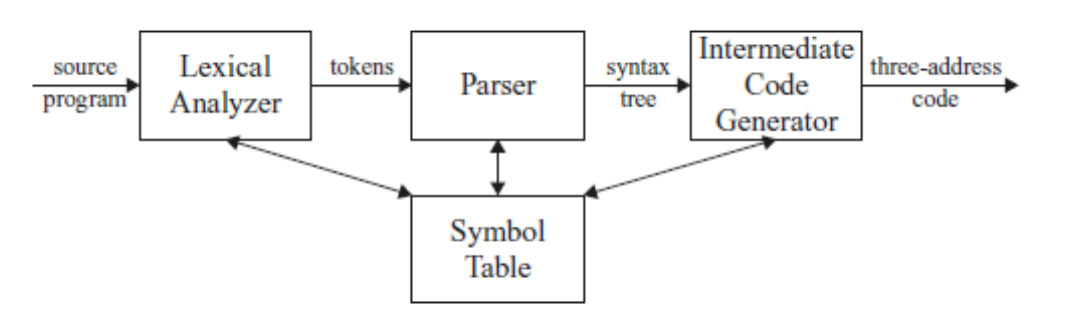 source
program
Lexical
Analyzer
tokens
Parser
syntax
tree
Intermediate
Code
Generator
three-address
code
Symbol
Table